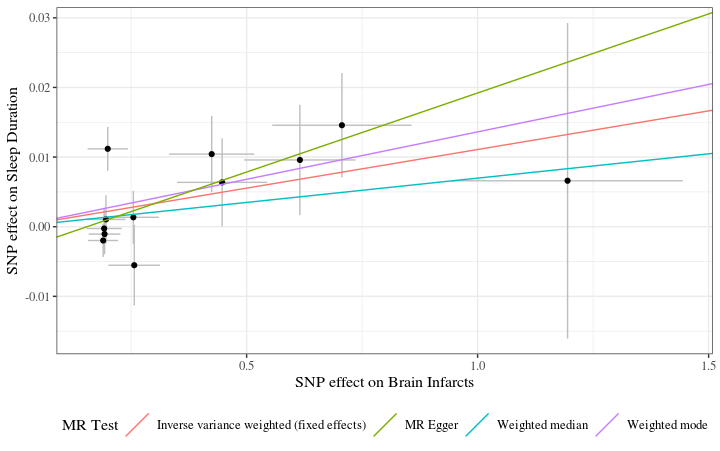 0.03
0.02
0.01
0.00
-0.01
SNP effect on Sleep Duration
0.5 1.0 1.5
SNP effect on Brain Infarcts
MR Test Inverse variance weighted (fixed effects) MR Egger Weighted median Weighted mode